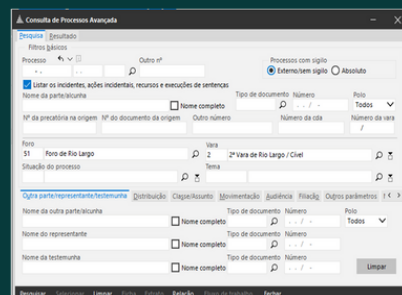 Consulta de Processos Avançada
Pesquisa Resultado
Filtros básicos
Processo Outro nº Processos com sigilo
Externo/sem sigilo Absoluto
Listar os incidentes, ações incidentais, recursos e execuções de sentenças
Nome da parte/alcunha Tipo de documento Número Polo
Nome completo . . / - Todos
Nº da precatória na origem Nº do documento da origem Outro número Número da cda Número da vara
/
Foro Vara
51 Foro de Rio Largo 2 2ª Vara de Rio Largo / Cível
Situação do processo Tema
Outra parte/representante/testemunha Distribuição Classe/Assunto Movimentação Audiência Filiação Outros parâmetros
Nome da outra parte/alcunha Tipo de documento Número Polo
Nome completo . . / - Todos
Nome do representante Tipo de documento Número
Nome completo . . / -
Nome da testemunha Tipo de documento Número
Nome completo . . / - Limpar
Pesquisar Selecionar Limpar Ficha Extrato Relação Fluxo de trabalho Fechar